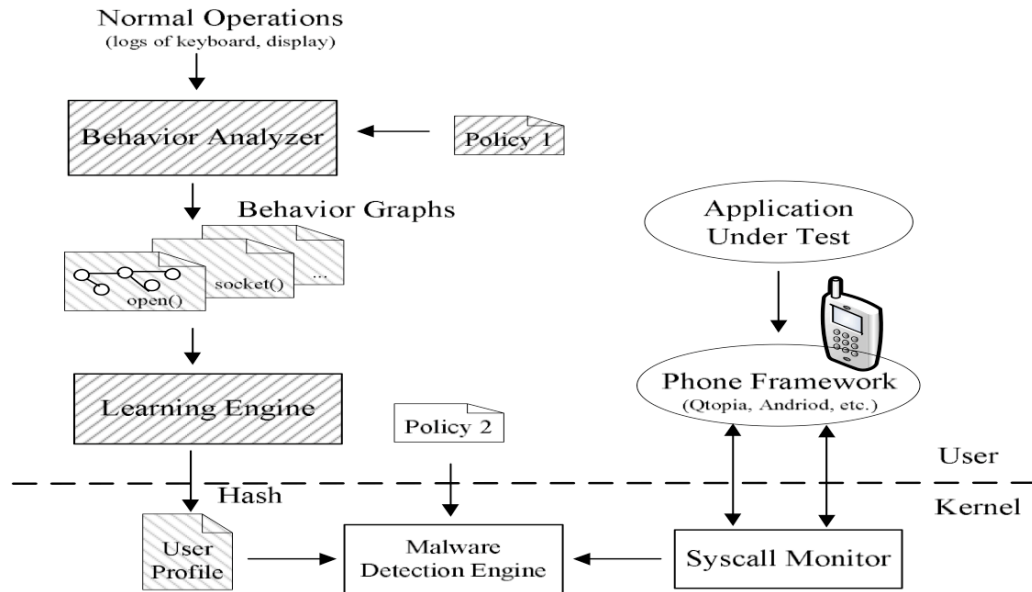 Normal Operations
(logs of keyboard, display)
Behavior Analyzer
Policy 1
Behavior Graphs
open()
socket()
...
Learning Engine
Policy 2
Application
Under Test
Phone Framework
(Qtopia, Andriod, etc.)
User
Kernel
Hash
User
Profile
Malware
Detection Engine
Syscall Monitor